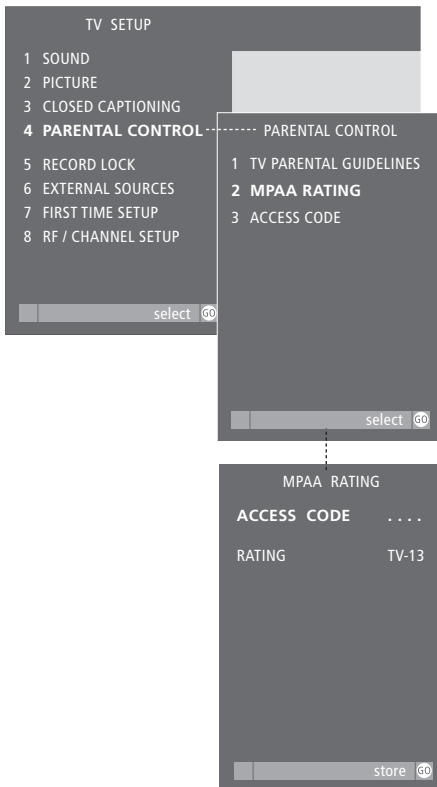 TV SETUP
1 SOUND
2 PICTURE
3 CLOSED CAPTIONING
4 PARENTAL CONTROL
5 RECORD LOCK
6 EXTERNAL SOURCES
7 FIRST TIME SETUP
8 RF / CHANNEL SETUP
select GO
PARENTAL CONTROL
1 TV PARENTAL GUIDELINES
2 MPAA RATING
3 ACCESS CODE
select GO
MPAA RATING
ACCESS CODE . . . .
RATING TV-13
store GO